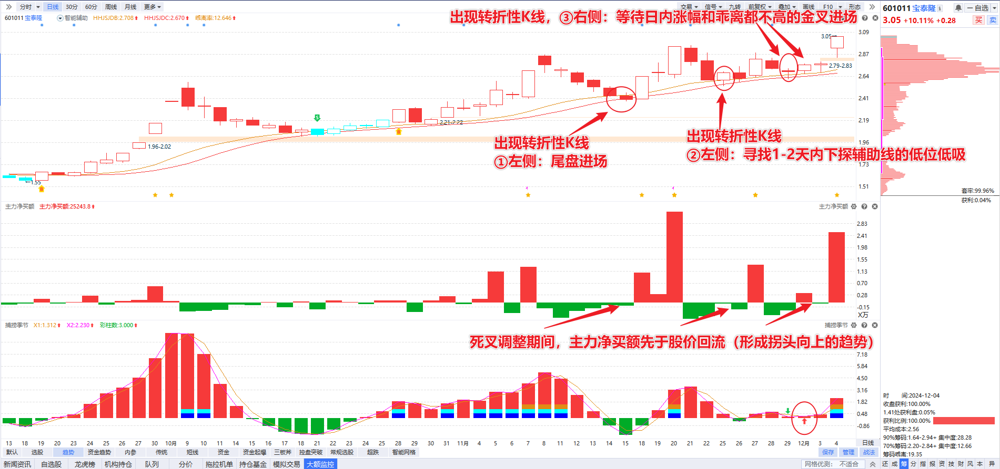 分时 日线 30分 60分 周线 月线 更多
交易 信号 九转 前复权 叠加 画线 F10 形态
601011 宝泰隆 自选
3.05 +10.11% +0.28 买 卖
601011 宝泰隆 智能辅助 HHJSJDB:2.708 HHJSJDC:2.670 乖离率:12.646
出现转折性K线，③右侧：等待日内涨幅和乖离都不高的金叉进场
3.09
2.87
2.64
2.41
2.19
1.96
1.73
1.51
3.05
2.79-2.83
2.21-2.22
1.96-2.02
1.55
S
B
B
出现转折性K线
①左侧：尾盘进场
出现转折性K线
②左侧：寻找1-2天内下探辅助线的低位低吸
套牢:99.96%
获利:0.04%
主力净买额 主力净买额:25243.8
主力净买额
2.83
2.41
1.98
1.55
1.13
0.70
0.28
-0.15
X万
捕捞季节 X1:1.312 X2:2.230 彩柱数:3.000
捕捞季节
死叉调整期间，主力净买额先于股价回流（形成拐头向上的趋势）
7.18
5.84
4.50
3.16
1.82
0.48
-0.86
13 18 19 20 23 24 25 26 27 30 10月 9 10 11 14 15 16 17 18 21 22 23 24 25 28 29 30 31 11月 4 5 6 7 8 11 12 13 14 15 18 19 20 21 22 25 26 27 28 29 12月 3 4 日线
时 间:2024-12-04
收盘获利:100.00%
1.41处获利盘:0.05%
获利比例:100.00%
平均成本:2.56
90%筹码:1.64-2.94+ 集中度:28.28
70%筹码:2.20-2.84+ 集中度:12.66
筹码乖离:19.35
默认 选股 趋势 资金趋势 内参 传统 短线 资金 资金起爆 三板斧 控盘突破 常规选股 超跌 智能网格 保存 管理 战法
新闻资讯 自选股 龙虎榜 机构持仓 队列 分价 拖拉机单 持仓基金 模拟交易 大额监控 网格优测： 不适合
还 成 筹 分 指 报 资 技 财 风 本 异